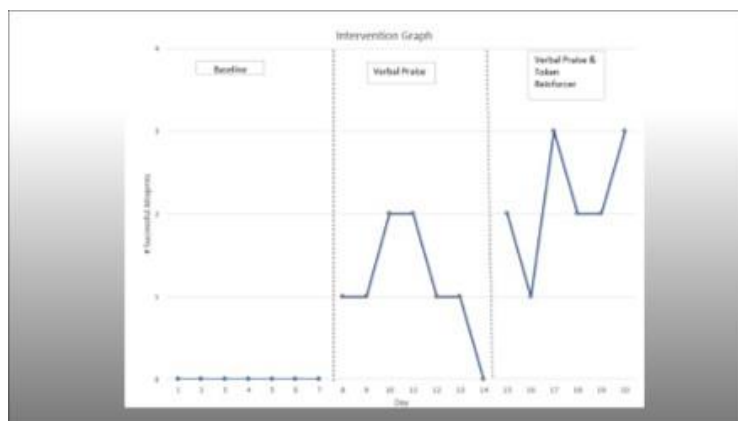 Intervention Graph
4
Baseline
Verbal Praise
Verbal Praise &
Token
Reinforcer
3
# Successful Attempts
2
1
0
1 2 3 4 5 6 7 8 9 10 11 12 13 14 15 16 17 18 19 20
Day